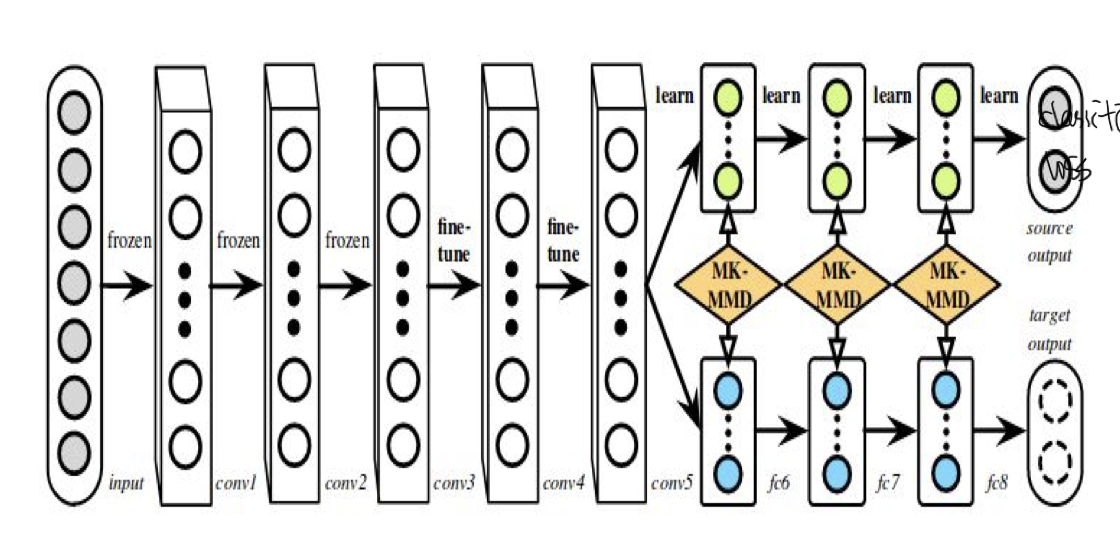 learn learn learn learn
frozen frozen frozen fine-
tune fine-
tune
MK-
MMD MK-
MMD MK-
MMD
loss
source
output
target
output
input conv1 conv2 conv3 conv4 conv5 fc6 fc7 fc8